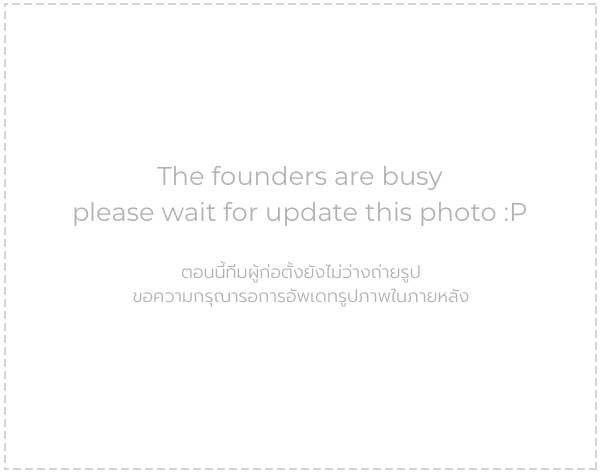 The founders are busy
please wait for update this photo :P
ตอนนี้ทีมผู้ก่อตั้งยังไม่ว่างถ่ายรูป
ขอความกรุณารอการอัพเดทรูปภาพในภายหลัง